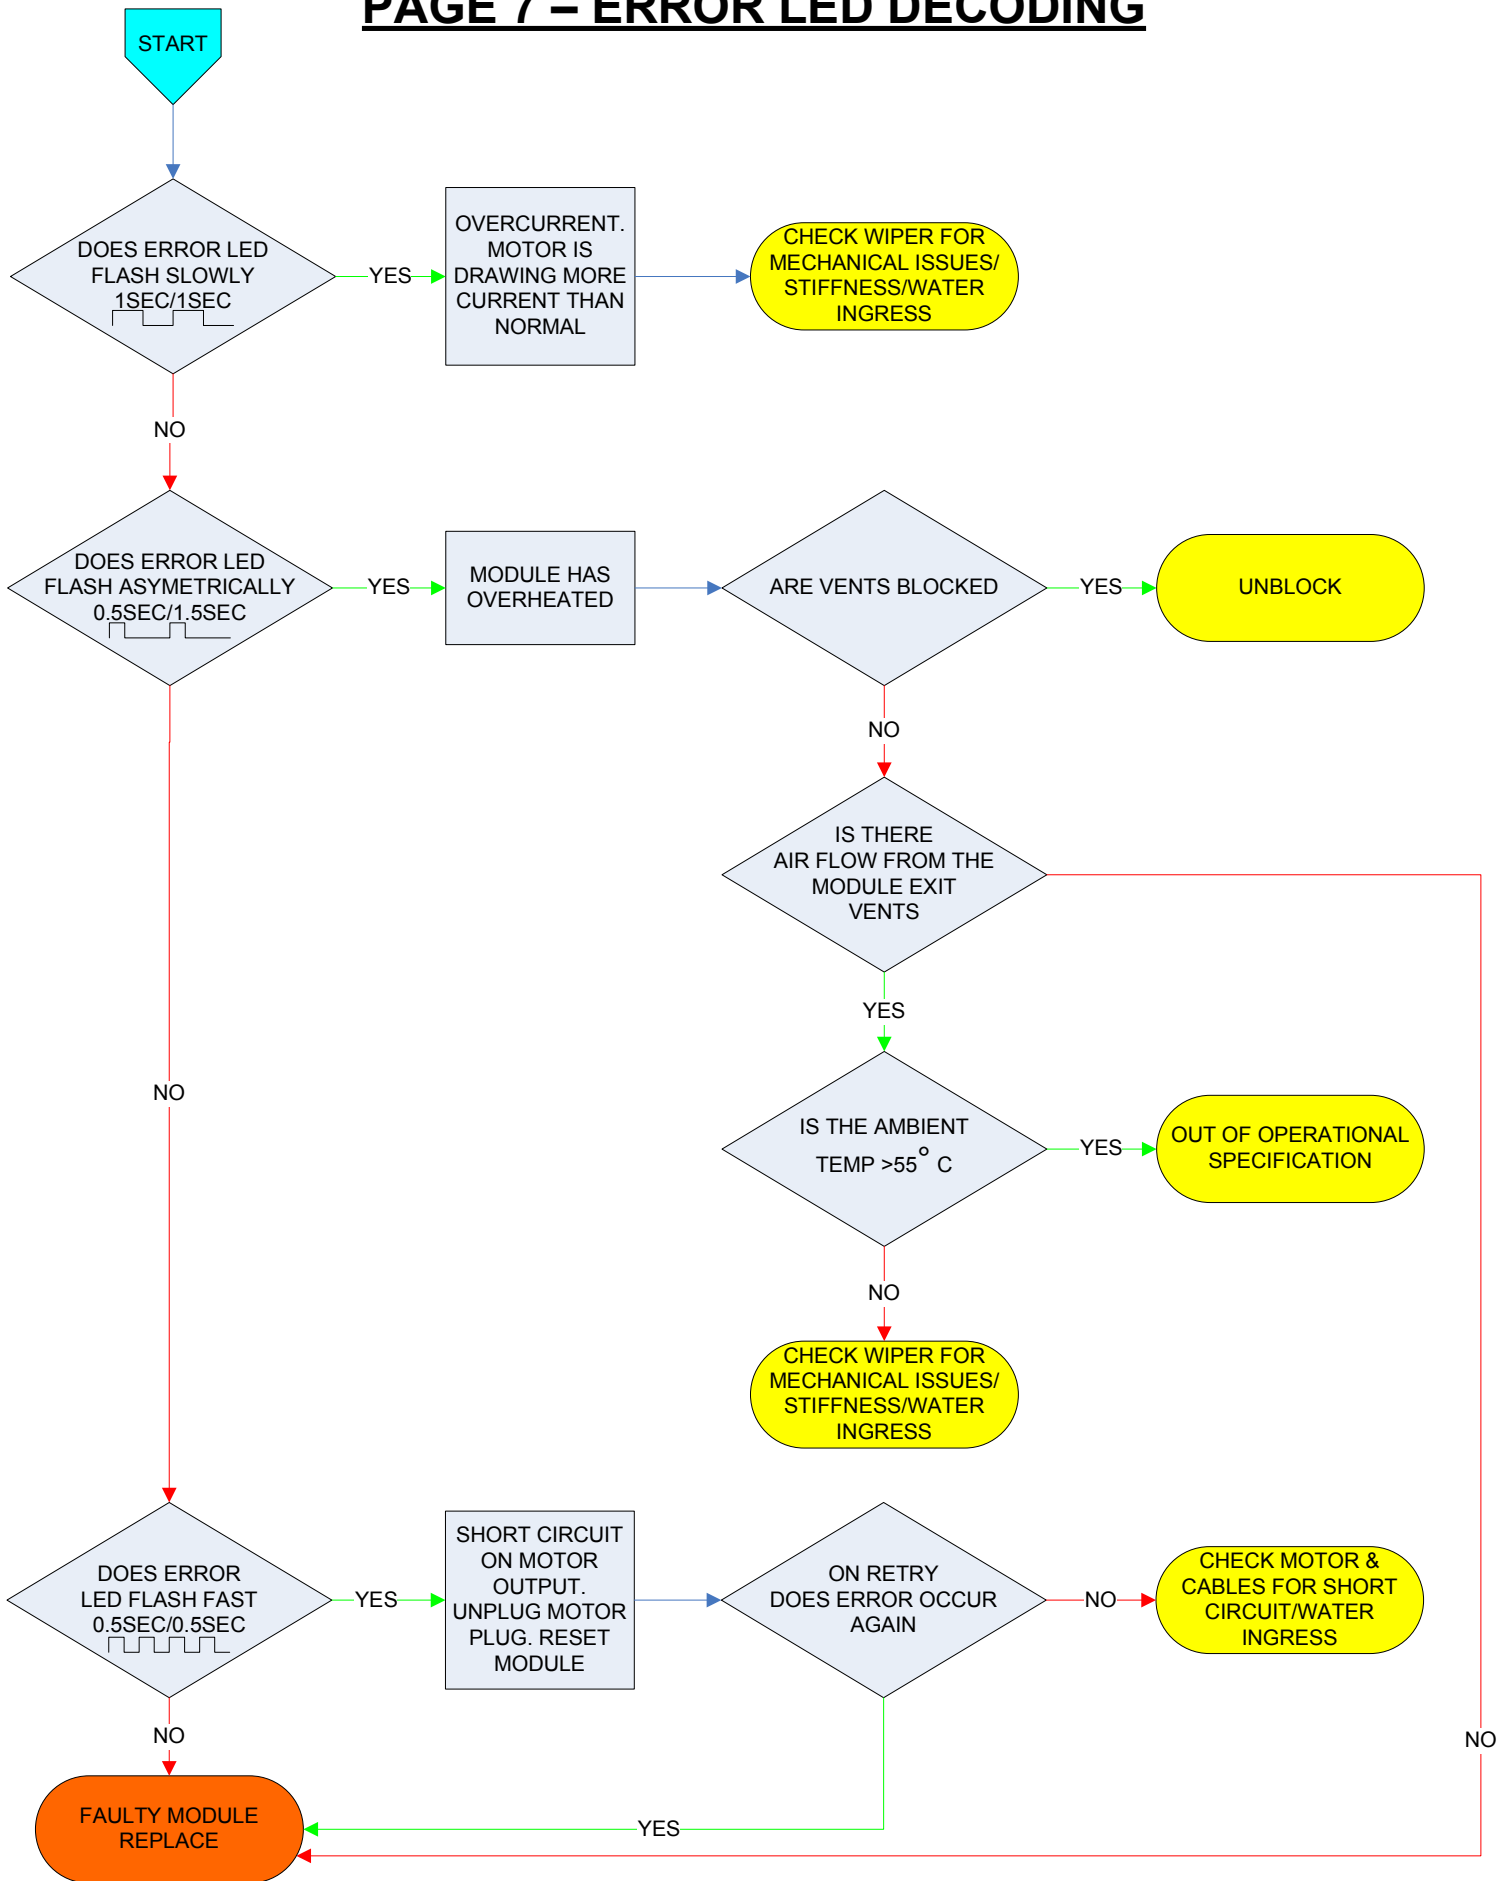 PAGE 7 – ERROR LED DECODING
START
DOES ERROR LED
FLASH SLOWLY
1SEC/1SEC
YES
OVERCURRENT.
MOTOR IS
DRAWING MORE
CURRENT THAN
NORMAL
CHECK WIPER FOR
MECHANICAL ISSUES/
STIFFNESS/WATER
INGRESS
NO
DOES ERROR LED
FLASH ASYMETRICALLY
0.5SEC/1.5SEC
YES
MODULE HAS
OVERHEATED
ARE VENTS BLOCKED
YES
UNBLOCK
NO
IS THERE
AIR FLOW FROM THE
MODULE EXIT
VENTS
YES
NO
IS THE AMBIENT
TEMP >55° C
YES
OUT OF OPERATIONAL
SPECIFICATION
NO
CHECK WIPER FOR
MECHANICAL ISSUES/
STIFFNESS/WATER
INGRESS
DOES ERROR
LED FLASH FAST
0.5SEC/0.5SEC
YES
SHORT CIRCUIT
ON MOTOR
OUTPUT.
UNPLUG MOTOR
PLUG. RESET
MODULE
ON RETRY
DOES ERROR OCCUR
AGAIN
NO
CHECK MOTOR &
CABLES FOR SHORT
CIRCUIT/WATER
INGRESS
NO
NO
FAULTY MODULE
REPLACE
YES